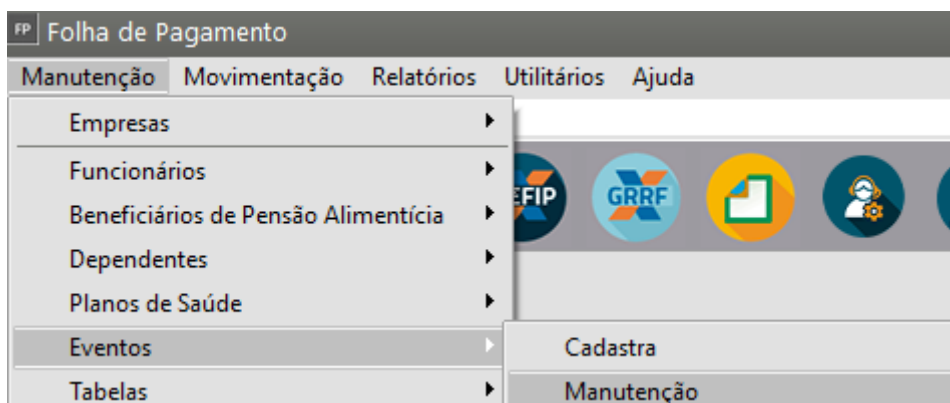 FP Folha de Pagamento
Manutenção Movimentação Relatórios Utilitários Ajuda
Empresas
Funcionários
Beneficiários de Pensão Alimentícia
Dependentes
Planos de Saúde
Eventos
Tabelas
EFIP
GRRF
Cadastra
Manutenção